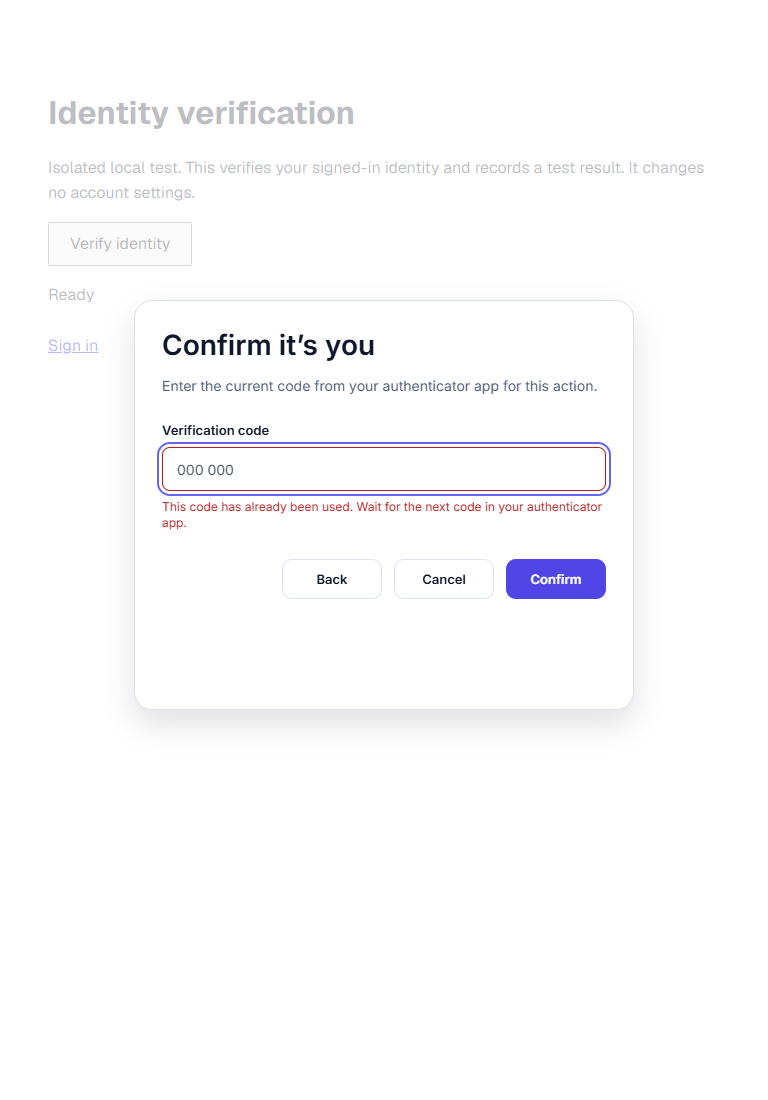 Identity verification
Isolated local test. This verifies your signed-in identity and records a test result. It changes
no account settings.
Verify identity
Ready
Sign in
Confirm it’s you
Enter the current code from your authenticator app for this action.
Verification code
000 000
This code has already been used. Wait for the next code in your authenticator
app.
Back
Cancel
Confirm